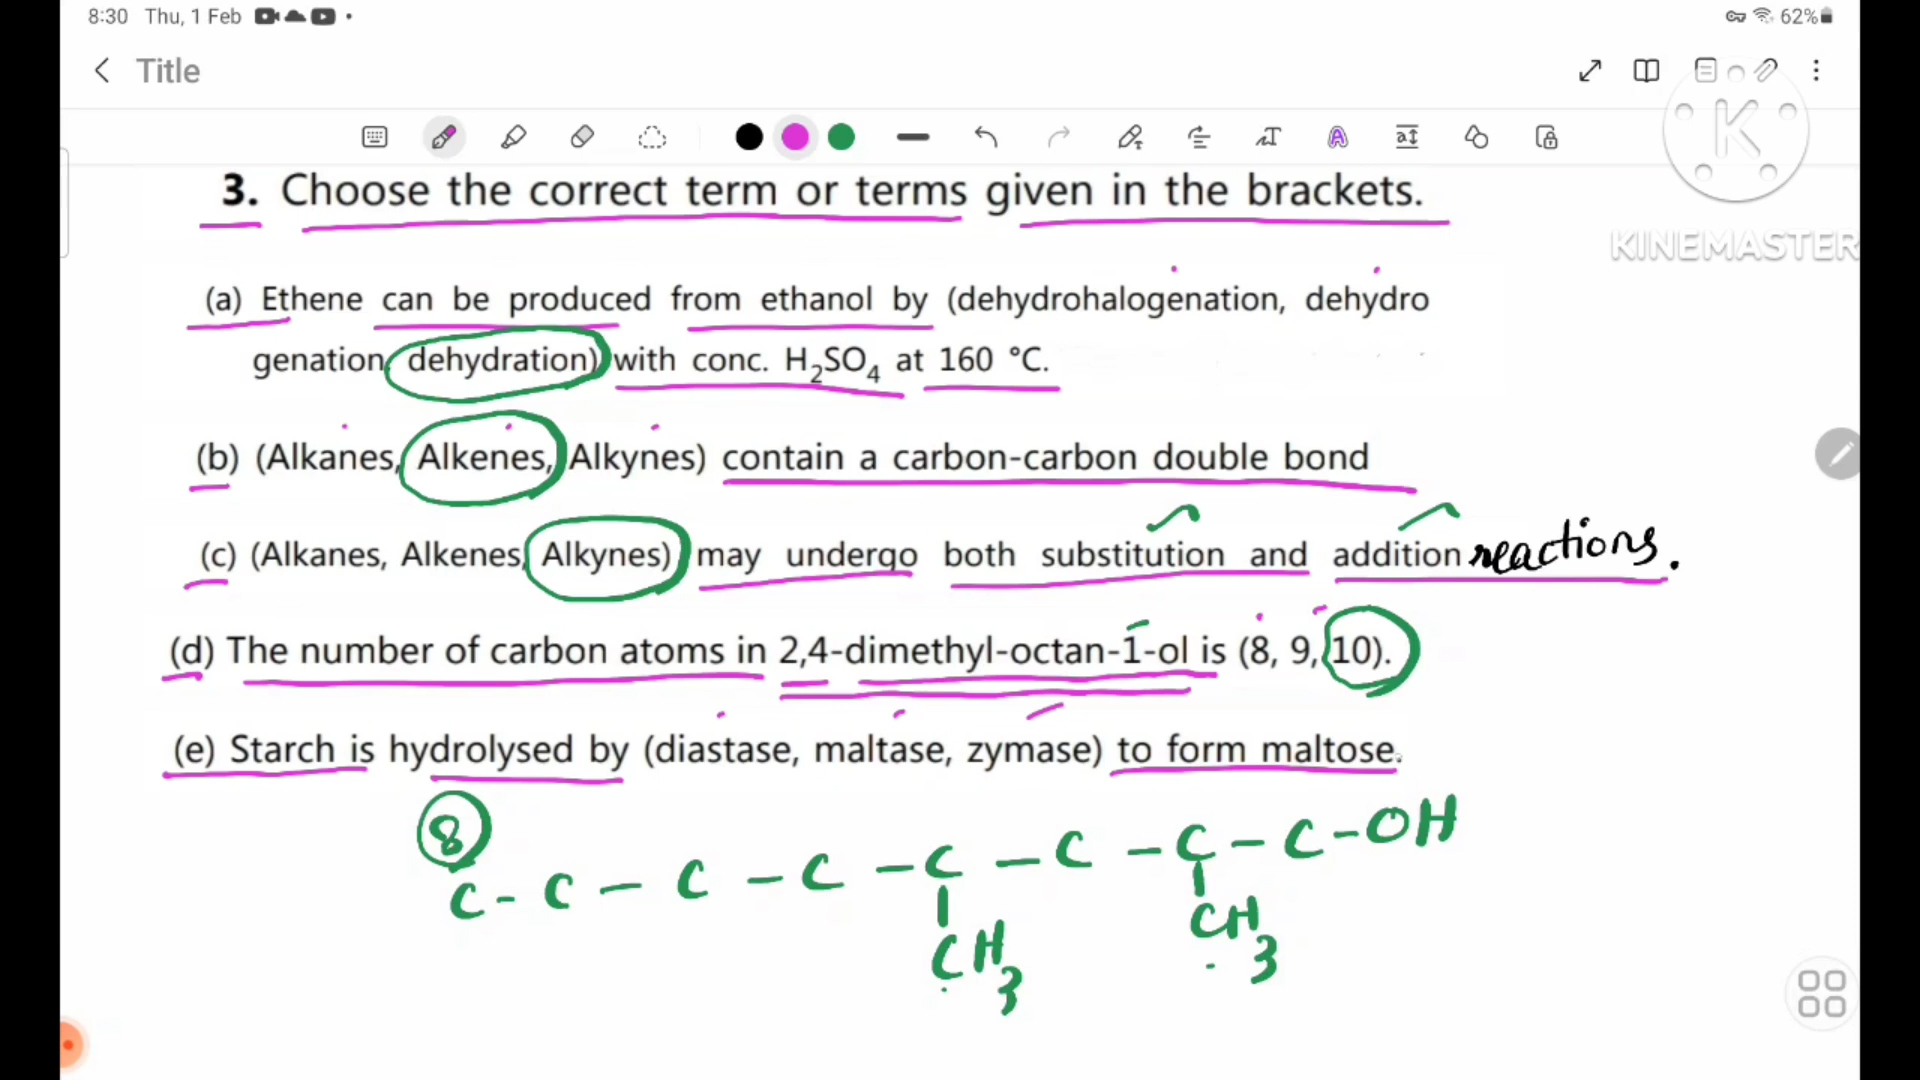 8:30 Thu, 1 Feb 62%
Title
3. Choose the correct term or terms given in the brackets.
KINEMASTER
(a) Ethene can be produced from ethanol by (dehydrohalogenation, dehydro
genation, dehydration) with conc. H₂SO₄ at 160 °C.
(b) (Alkanes, Alkenes, Alkynes) contain a carbon-carbon double bond
(c) (Alkanes, Alkenes, Alkynes) may undergo both substitution and addition reactions.
(d) The number of carbon atoms in 2,4-dimethyl-octan-1-ol is (8, 9, 10).
(e) Starch is hydrolysed by (diastase, maltase, zymase) to form maltose.
8
C - C - C - C - C - C - C - C - OH
CH3 CH3